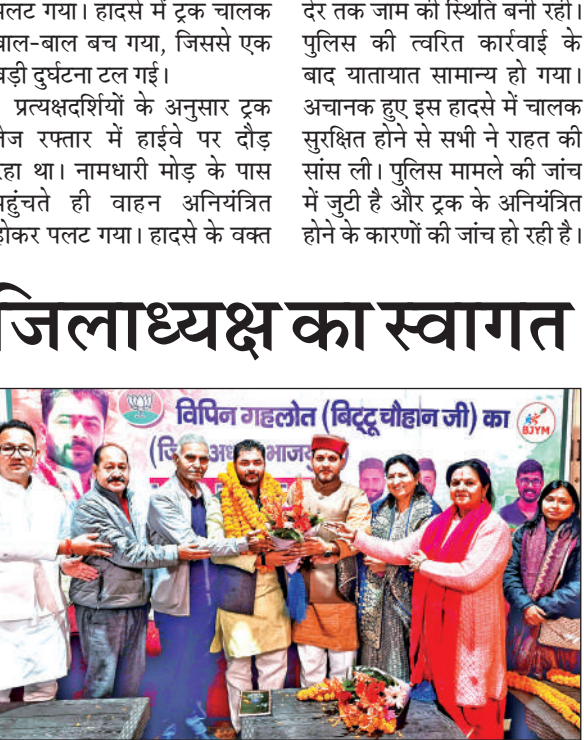 पलट गया। हादसे में ट्रक चालक
बाल-बाल बच गया, जिससे एक
बड़ी दुर्घटना टल गई।
प्रत्यक्षदर्शियों के अनुसार ट्रक
तेज रफ्तार में हाईवे पर दौड़
रहा था। नामधारी मोड़ के पास
पहुंचते ही वाहन अनियंत्रित
होकर पलट गया। हादसे के वक्त
देर तक जाम की स्थिति बनी रही।
पुलिस की त्वरित कार्रवाई के
बाद यातायात सामान्य हो गया।
अचानक हुए इस हादसे में चालक
सुरक्षित होने से सभी ने राहत की
सांस ली। पुलिस मामले की जांच
में जुटी है और ट्रक के अनियंत्रित
होने के कारणों की जांच हो रही है।
जिलाध्यक्ष का स्वागत
विपिन गहलोत (बिट्टू चौहान जी) का
BJYM